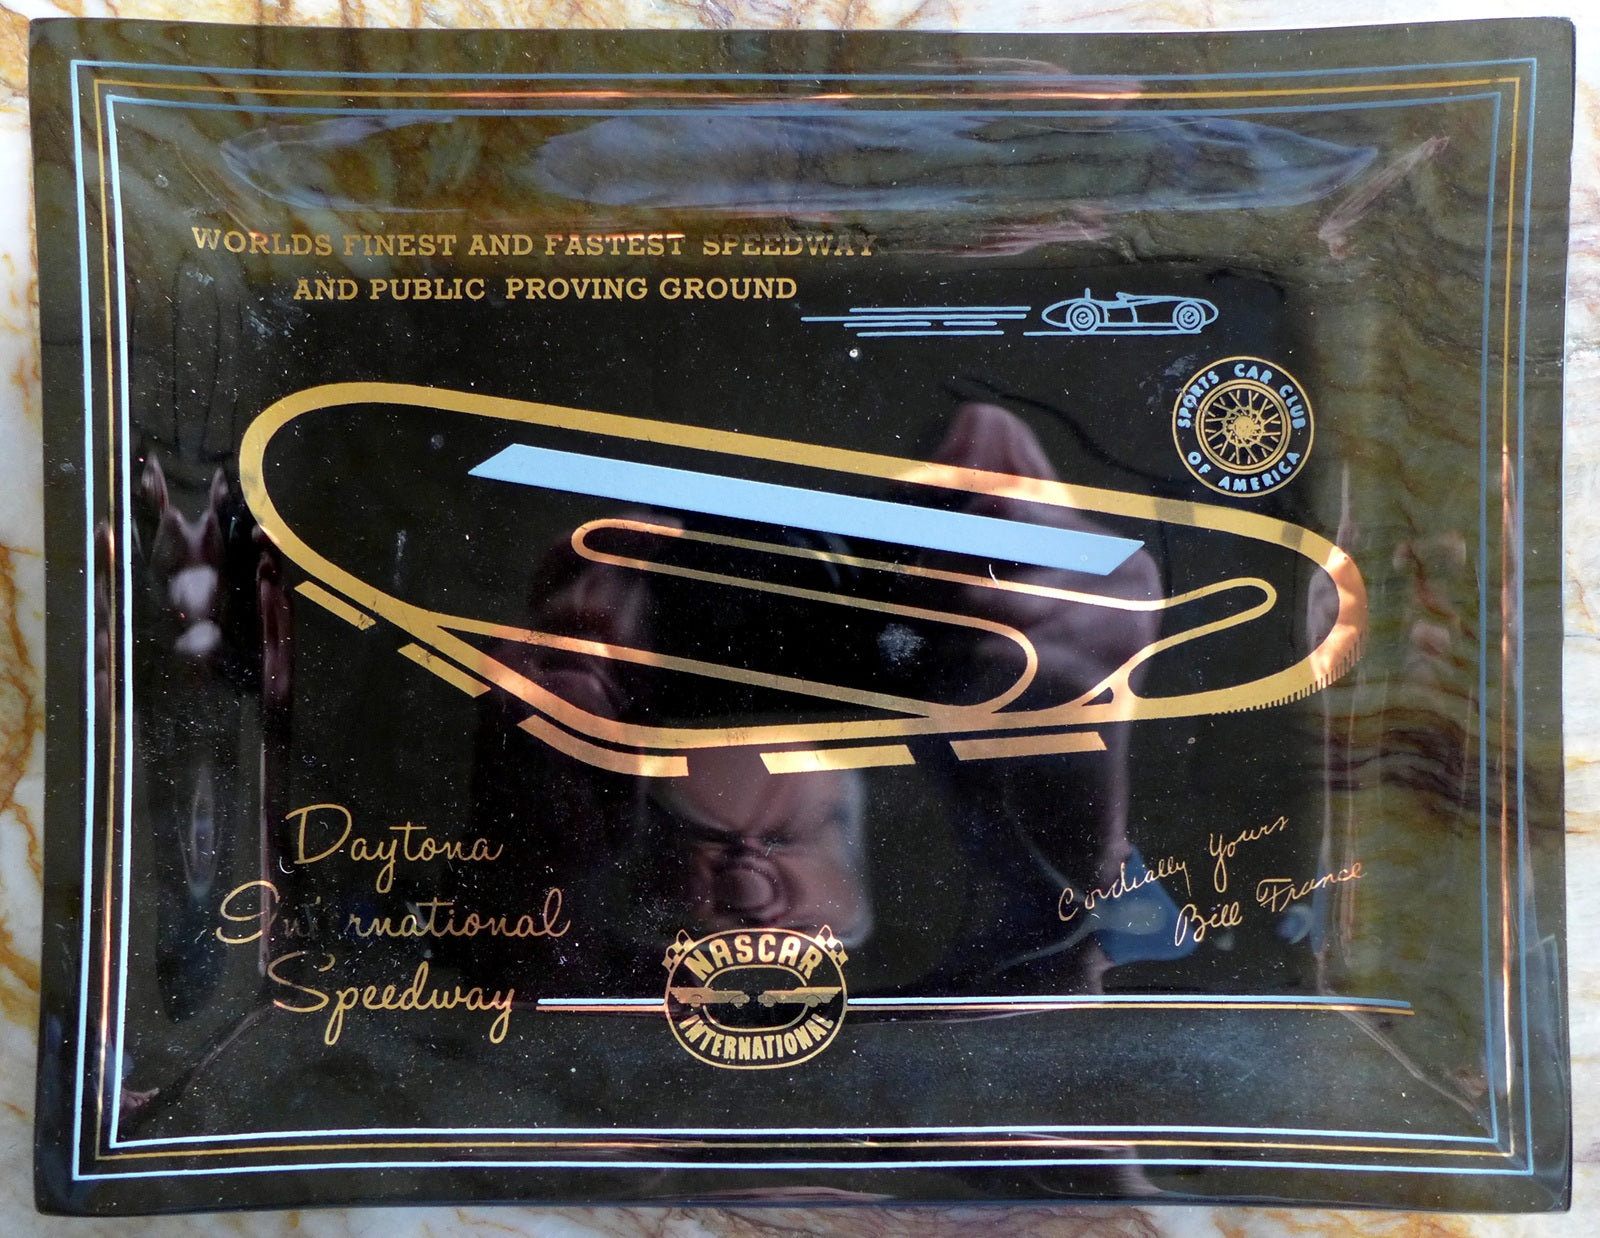 WORLDS FINEST AND FASTEST SPEEDWAY
AND PUBLIC PROVING GROUND
SPORTS CAR CLUB
OF AMERICA
Daytona
International
Speedway
Cordially Yours
Bill France
NASCAR
INTERNATIONAL